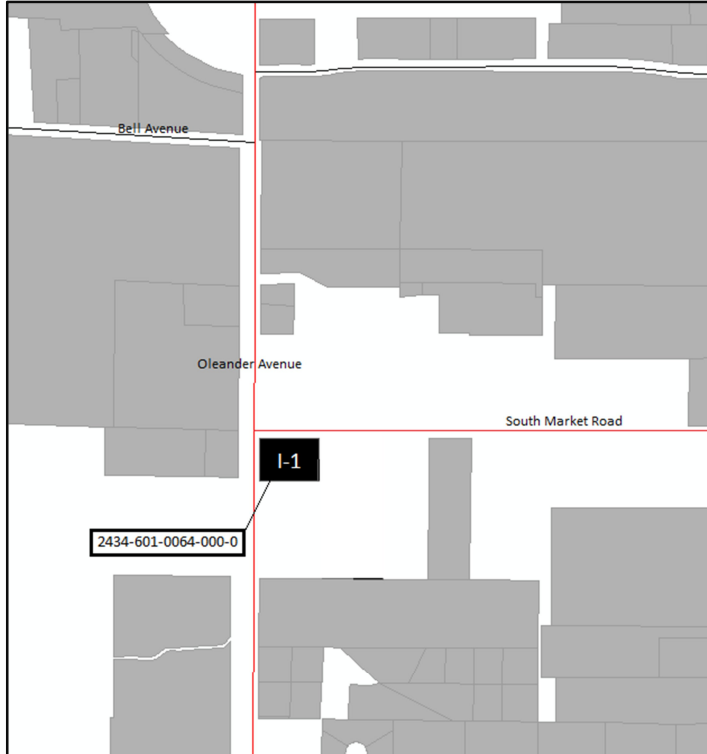 Bell Avenue
Oleander Avenue
South Market Road
I-1
2434-601-0064-000-0